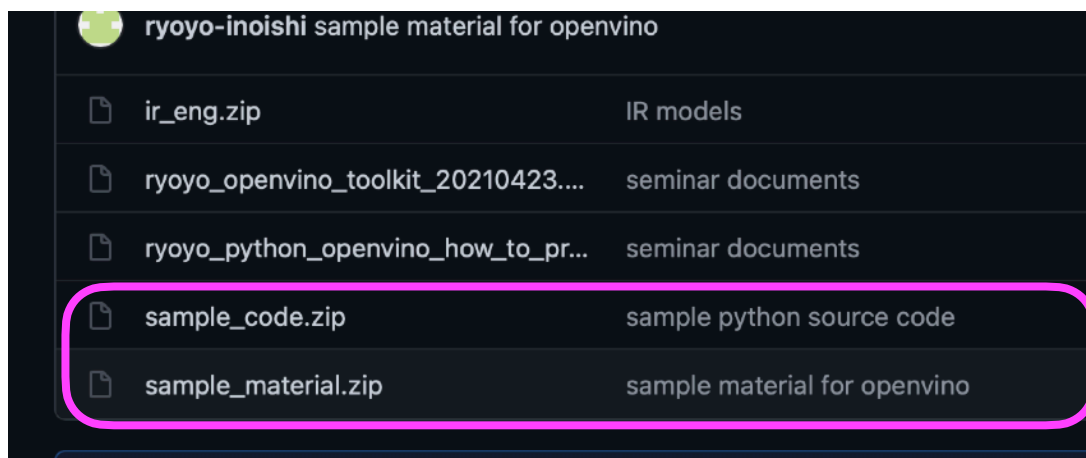 ryoyo-inoishi sample material for openvino
ir_eng.zip IR models
ryoyo_openvino_toolkit_20210423.... seminar documents
ryoyo_python_openvino_how_to_pr... seminar documents
sample_code.zip sample python source code
sample_material.zip sample material for openvino